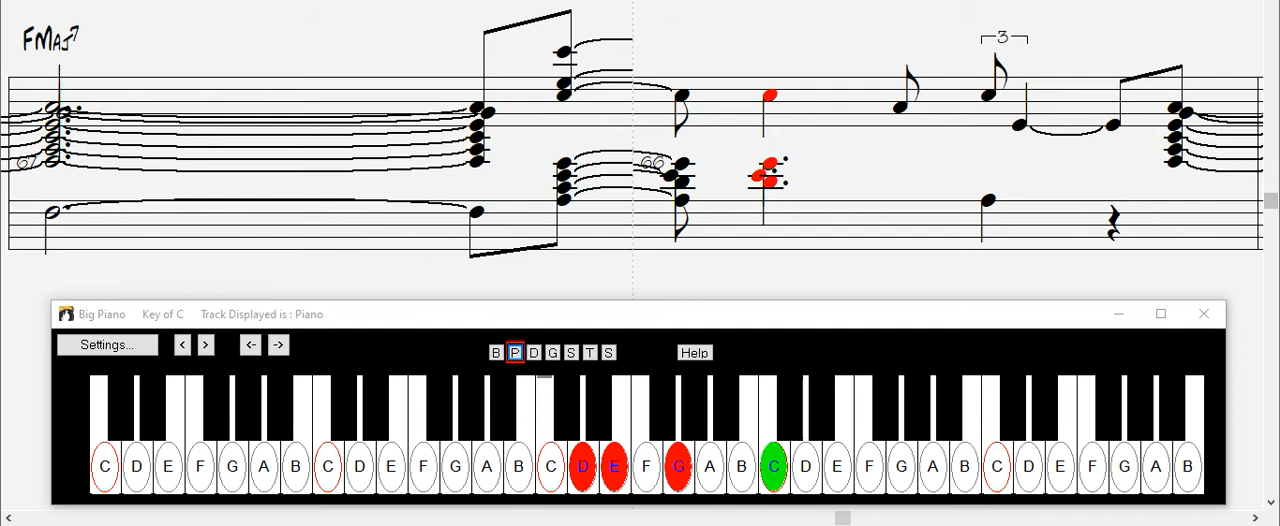 FMAJ7
3
67
66
Big Piano Key of C Track Displayed is : Piano
Settings... < > <- -> B P D G S T S Help
C D E F G A B C D E F G A B C D E F G A B C D E F G A B C D E F G A B